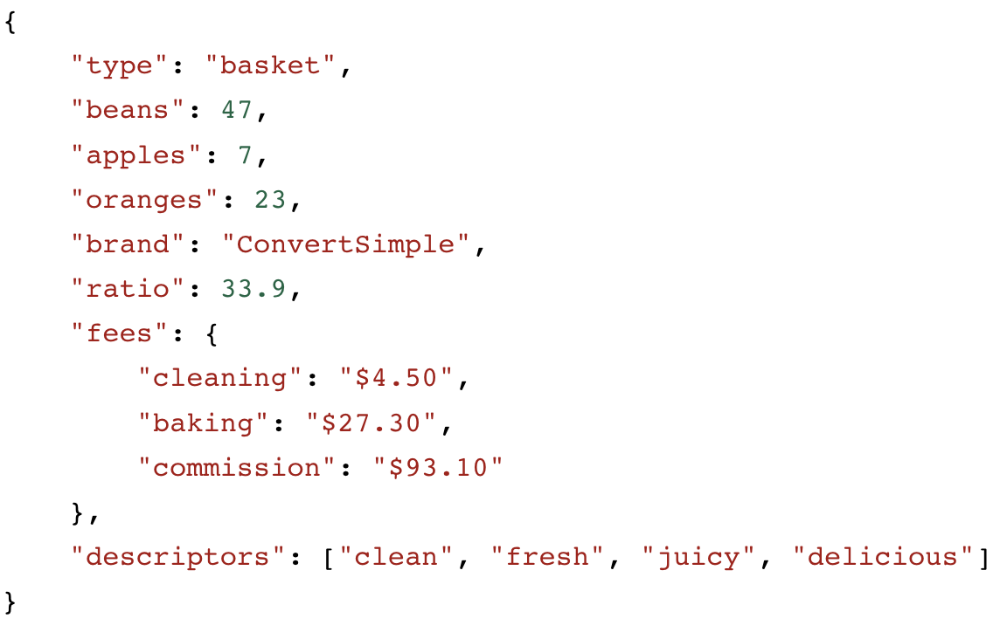 {
    "type": "basket",
    "beans": 47,
    "apples": 7,
    "oranges": 23,
    "brand": "ConvertSimple",
    "ratio": 33.9,
    "fees": {
        "cleaning": "$4.50",
        "baking": "$27.30",
        "commission": "$93.10"
    },
    "descriptors": ["clean", "fresh", "juicy", "delicious"]
}